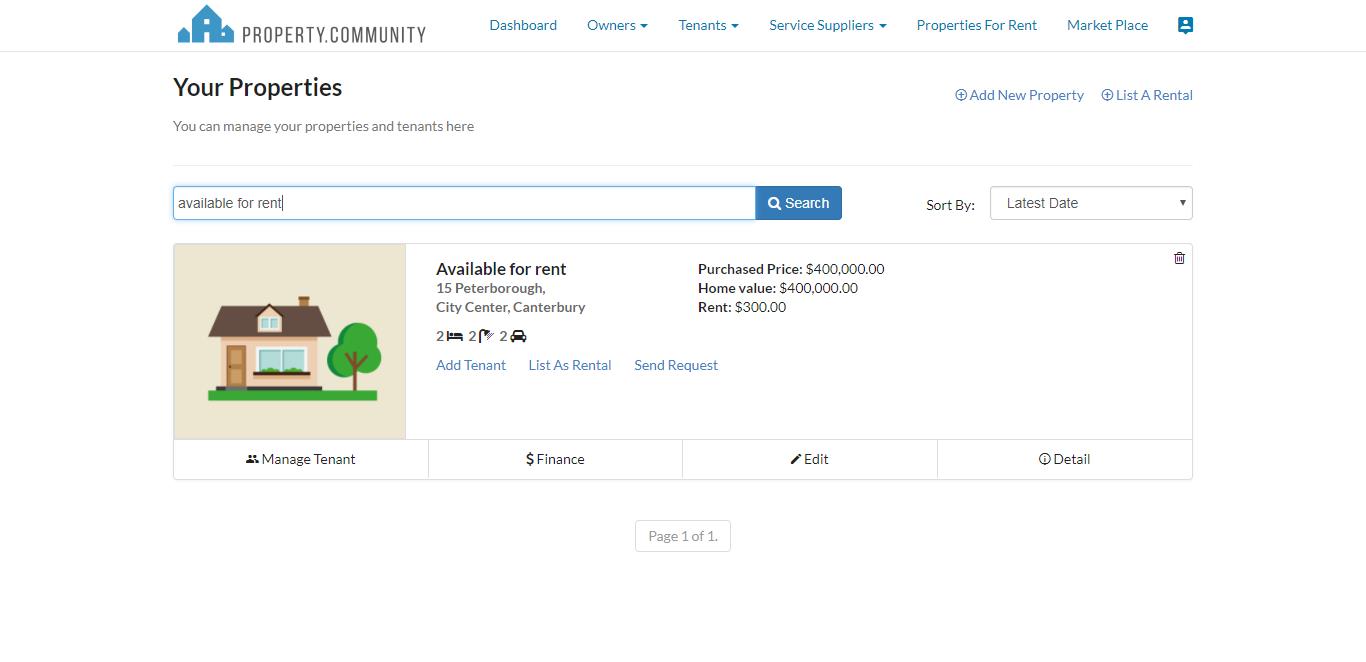 PROPERTY.COMMUNITY Dashboard Owners Tenants Service Suppliers Properties For Rent Market Place
Your Properties
Add New Property List A Rental
You can manage your properties and tenants here
available for rent Search Sort By: Latest Date
Available for rent
15 Peterborough,
City Center, Canterbury
2 2 2
Add Tenant List As Rental Send Request
Purchased Price: $400,000.00
Home value: $400,000.00
Rent: $300.00
Manage Tenant $ Finance Edit Detail
Page 1 of 1.